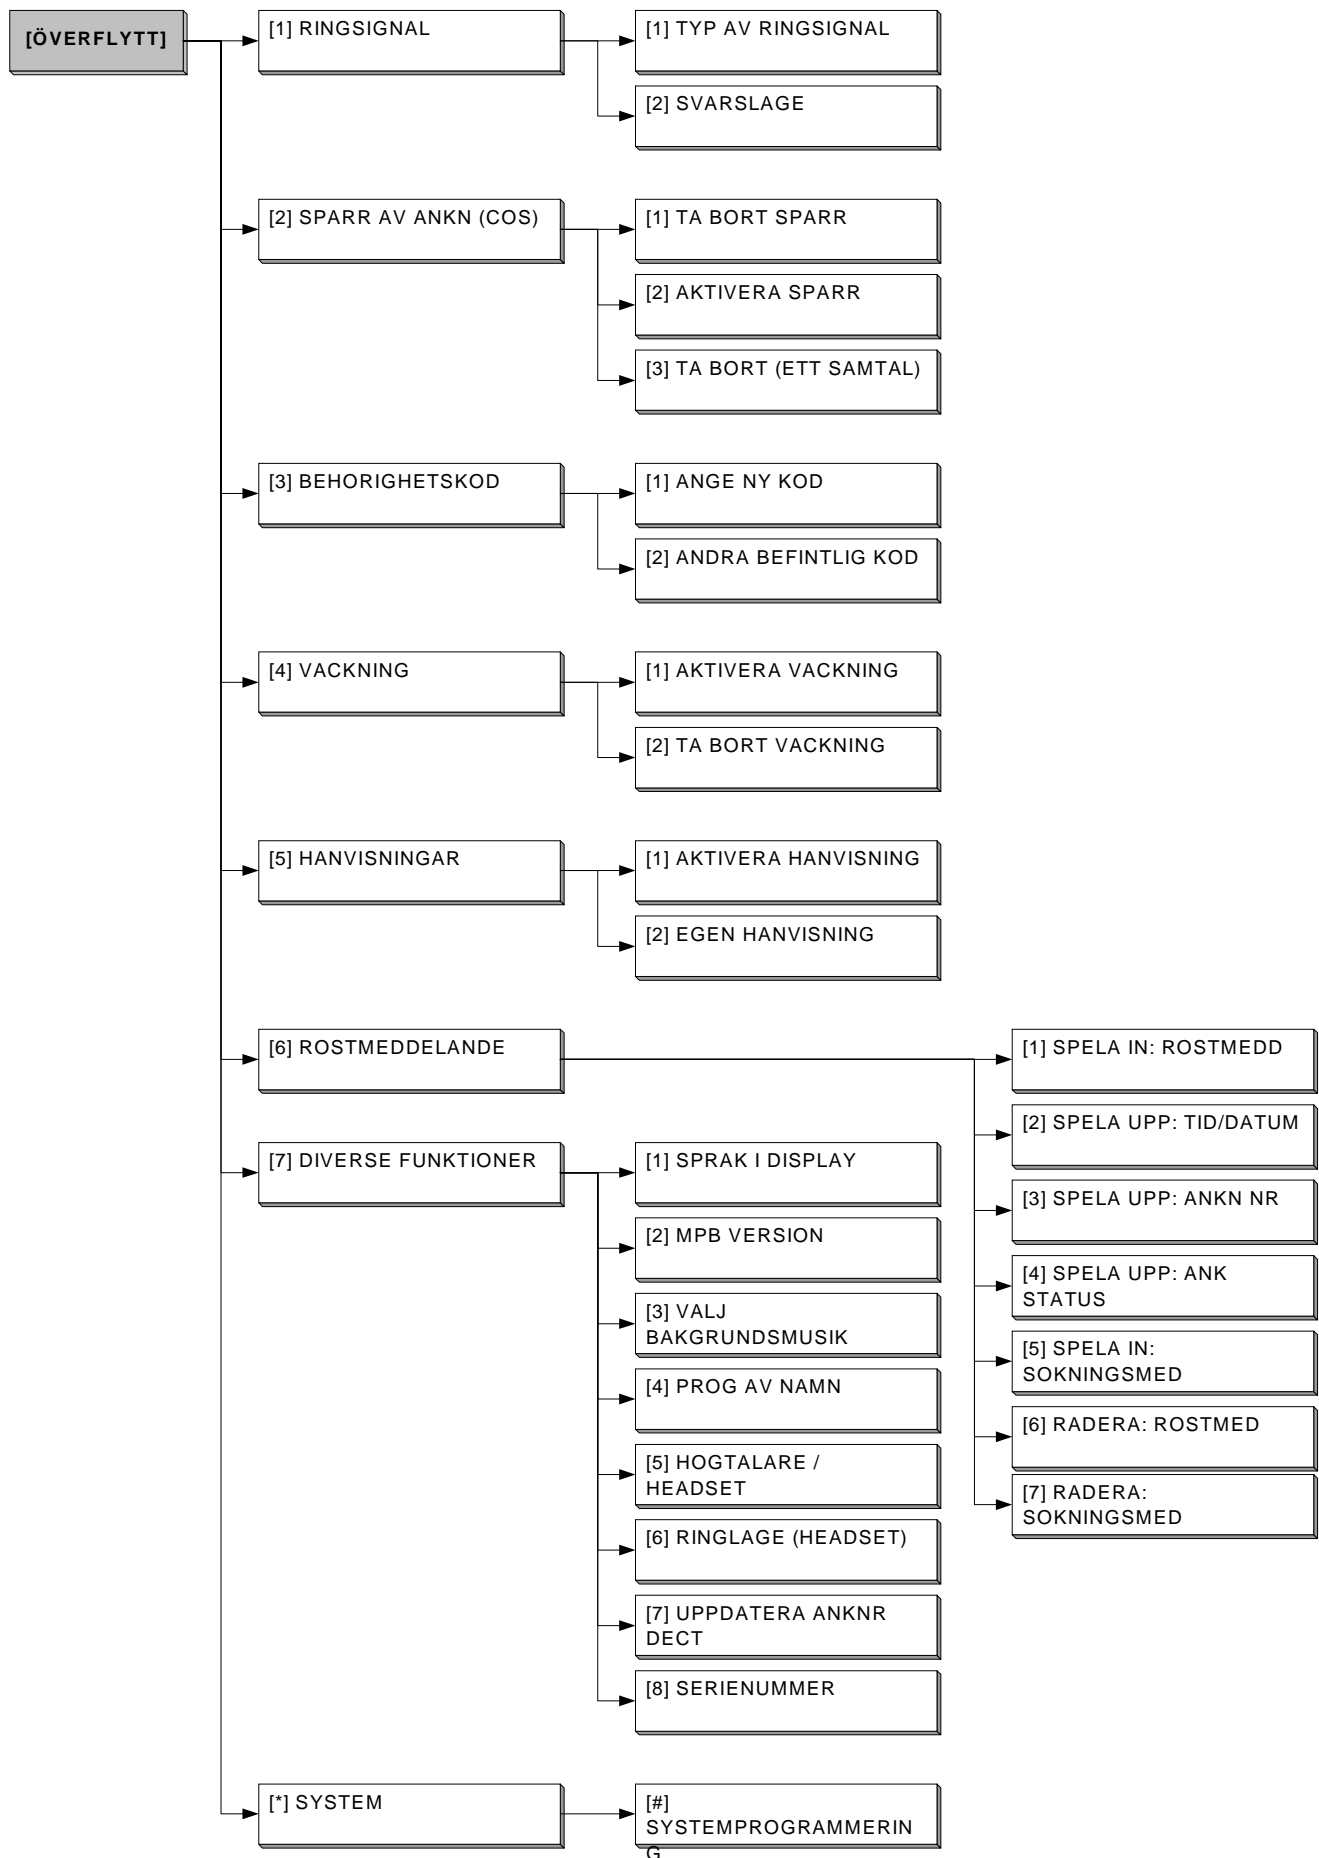 [ÖVERFLYTT]
[1] RINGSIGNAL
[1] TYP AV RINGSIGNAL
[2] SVARSLAGE
[2] SPARR AV ANKN (COS)
[1] TA BORT SPARR
[2] AKTIVERA SPARR
[3] TA BORT (ETT SAMTAL)
[3] BEHORIGHETSKOD
[1] ANGE NY KOD
[2] ANDRA BEFINTLIG KOD
[4] VACKNING
[1] AKTIVERA VACKNING
[2] TA BORT VACKNING
[5] HANVISNINGAR
[1] AKTIVERA HANVISNING
[2] EGEN HANVISNING
[6] ROSTMEDDELANDE
[1] SPELA IN: ROSTMEDD
[2] SPELA UPP: TID/DATUM
[3] SPELA UPP: ANKN NR
[4] SPELA UPP: ANK
STATUS
[5] SPELA IN:
SOKNINGSMED
[6] RADERA: ROSTMED
[7] RADERA:
SOKNINGSMED
[7] DIVERSE FUNKTIONER
[1] SPRAK I DISPLAY
[2] MPB VERSION
[3] VALJ
BAKGRUNDSMUSIK
[4] PROG AV NAMN
[5] HOGTALARE /
HEADSET
[6] RINGLAGE (HEADSET)
[7] UPPDATERA ANKNR
DECT
[8] SERIENUMMER
[*] SYSTEM
[#]
SYSTEMPROGRAMMERIN
G